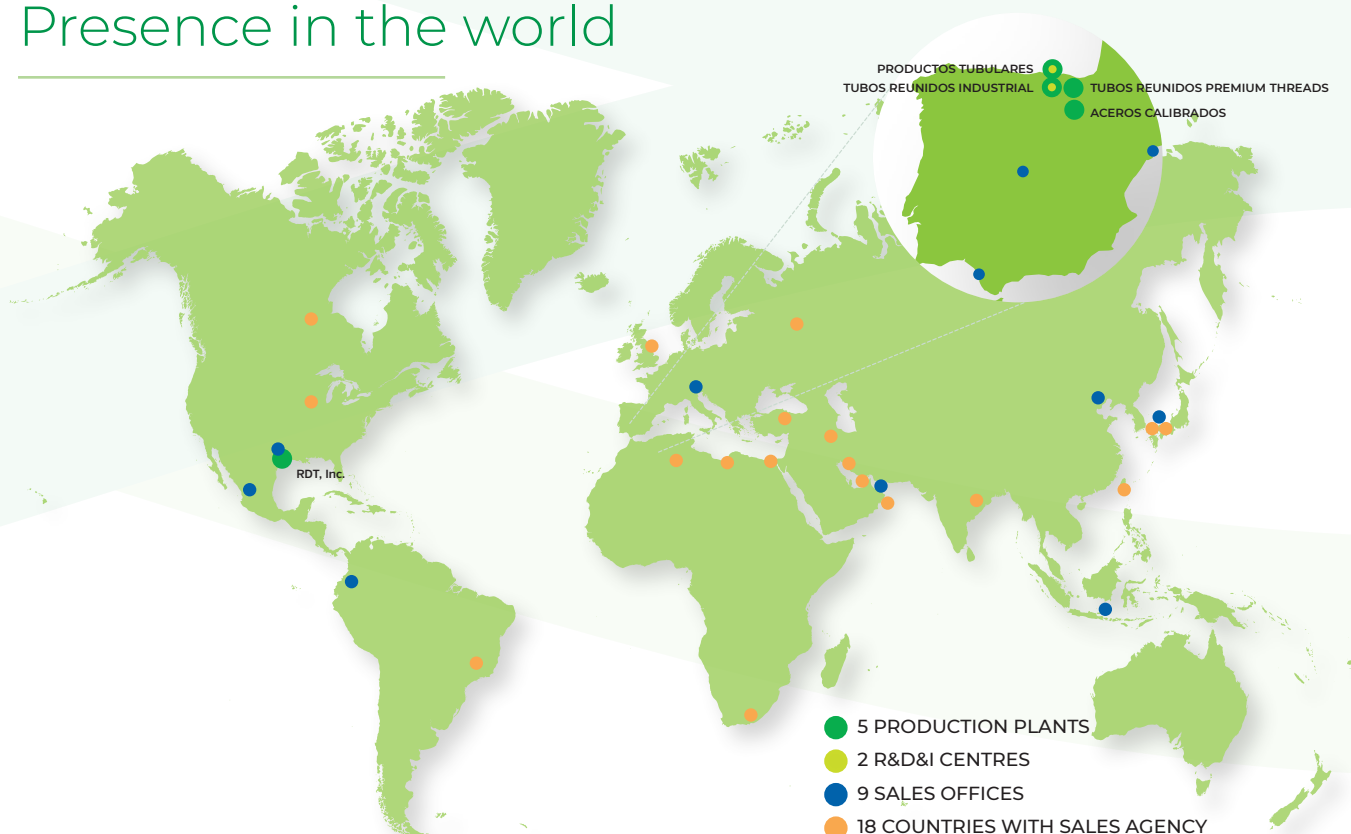 Presence in the world
PRODUCTOS TUBULARES
TUBOS REUNIDOS INDUSTRIAL
TUBOS REUNIDOS PREMIUM THREADS
ACEROS CALIBRADOS
RDT, Inc.
5 PRODUCTION PLANTS
2 R&D&I CENTRES
9 SALES OFFICES
18 COUNTRIES WITH SALES AGENCY